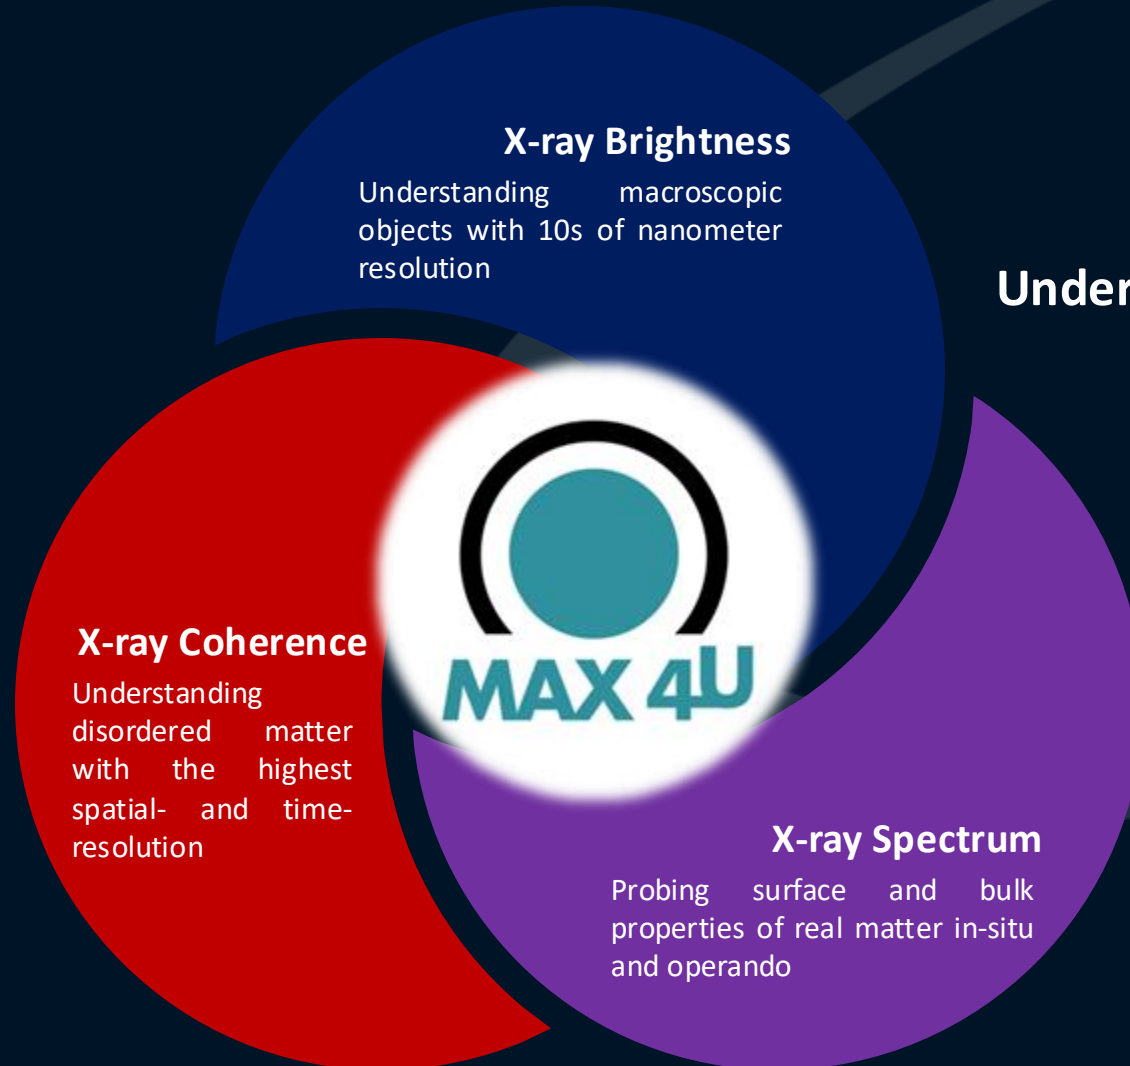 X-ray Brightness
Understanding macroscopic
objects with 10s of nanometer
resolution
Under
MAX 4U
X-ray Coherence
Understanding
disordered matter
with the highest
spatial- and time-
resolution
X-ray Spectrum
Probing surface and bulk
properties of real matter in-situ
and operando